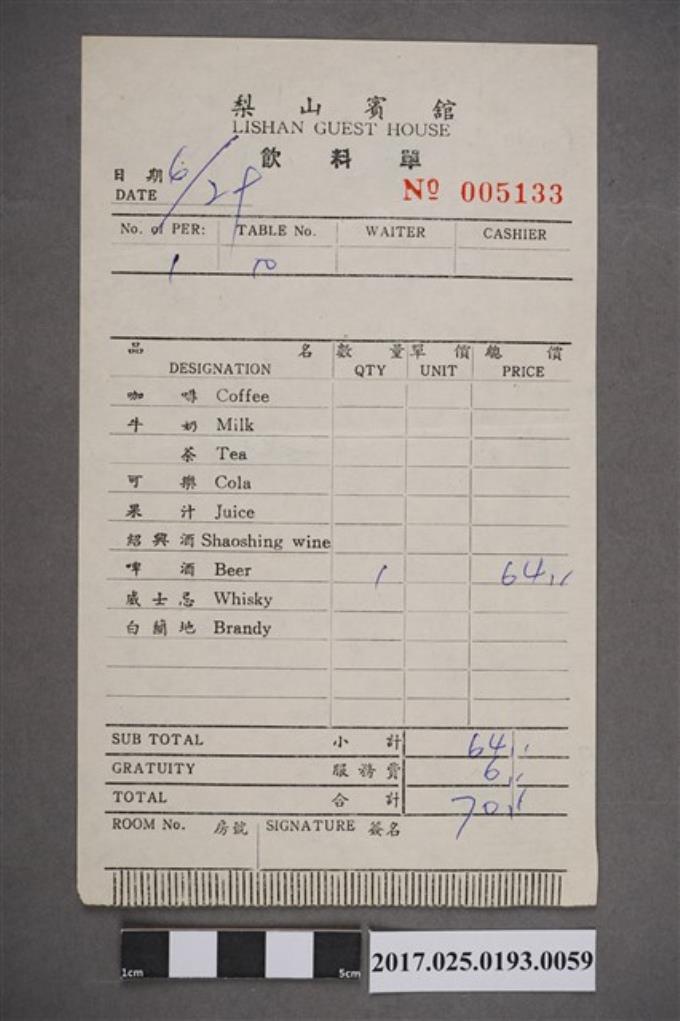 梨山賓館
LISHAN GUEST HOUSE
飲料單
日期 6/29
DATE
Nº 005133
No. of PER: TABLE No. WAITER CASHIER
1 10
品名 數量 單價 總價
DESIGNATION QTY UNIT PRICE
咖啡 Coffee
牛奶 Milk
茶 Tea
可樂 Cola
果汁 Juice
紹興酒 Shaoshing wine
啤酒 Beer 1 64,,
威士忌 Whisky
白蘭地 Brandy
SUB TOTAL 小計 64,,
GRATUITY 服務費 6,,
TOTAL 合計 70,,
ROOM No. 房號 SIGNATURE 簽名
1cm 5cm
2017.025.0193.0059